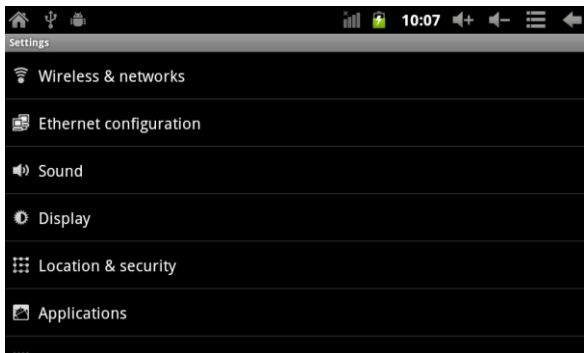 10:07
Settings
Wireless & networks
Ethernet configuration
Sound
Display
Location & security
Applications